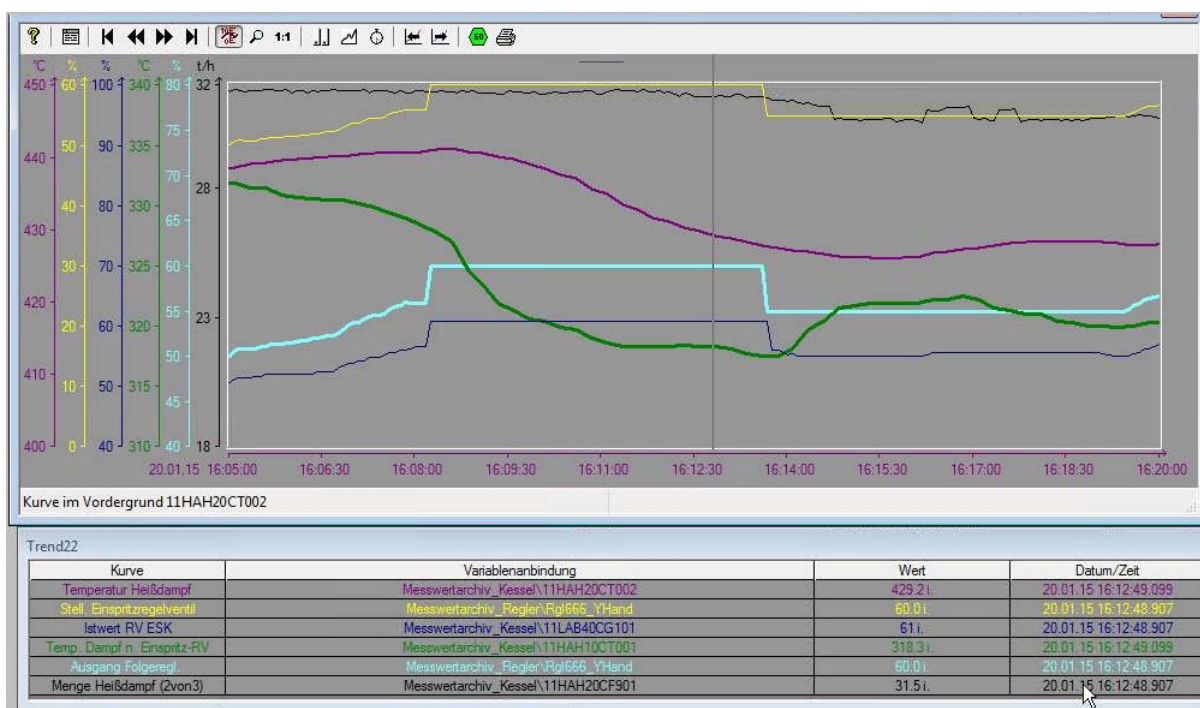 ? 1:1 GO
°C % % °C % t/h
450 60 100 340 80 32
75
440 50 90 335
70
28
40 80 330
430 65
30 70 325 60
420 55
20 60 320 23
50
410 10 50 315
45
400 0 40 310 40 18
20.01.15 16:05:00 16:06:30 16:08:00 16:09:30 16:11:00 16:12:30 16:14:00 16:15:30 16:17:00 16:18:30 16:20:00
Kurve im Vordergrund 11HAH20CT002
Trend22
Kurve Variablenanbindung Wert Datum/Zeit
Temperatur Heißdampf Messwertarchiv_Kessel\11HAH20CT002 429.2 i. 20.01.15 16:12:49.099
Stell. Einspritzregelventil Messwertarchiv_Regler\Rgl666_YHand 60.0 i. 20.01.15 16:12:48.907
Istwert RV ESK Messwertarchiv_Kessel\11LAB40CG101 61 i. 20.01.15 16:12:48.907
Temp. Dampf n. Einspritz-RV Messwertarchiv_Kessel\11HAH10CT001 318.3 i. 20.01.15 16:12:49.099
Ausgang Folgeregl. Messwertarchiv_Regler\Rgl666_YHand 60.0 i. 20.01.15 16:12:48.907
Menge Heißdampf (2von3) Messwertarchiv_Kessel\11HAH20CF901 31.5 i. 20.01.15 16:12:48.907